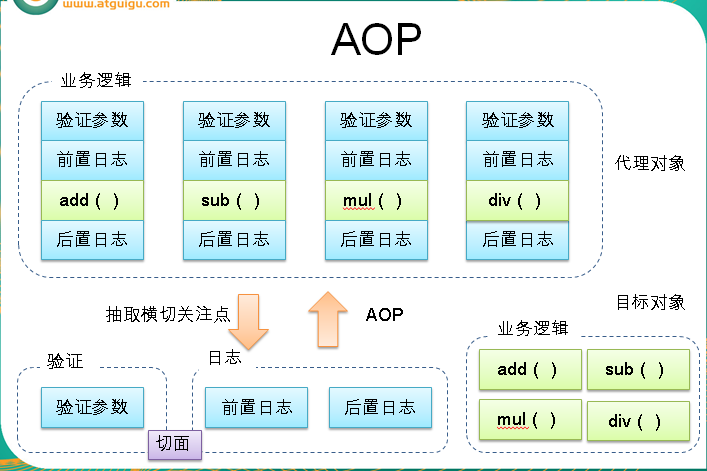 www.atguigu.com
AOP
业务逻辑
验证参数 验证参数 验证参数 验证参数
前置日志 前置日志 前置日志 前置日志
代理对象
add（ ） sub（ ） mul（ ） div（ ）
后置日志 后置日志 后置日志 后置日志
目标对象
抽取横切关注点 AOP
业务逻辑
验证 日志
add（ ） sub（ ）
验证参数 前置日志 后置日志
mul（ ） div（ ）
切面